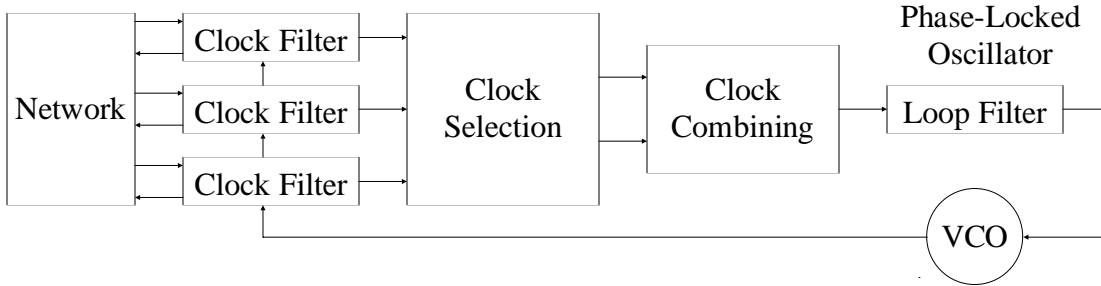 Phase-Locked
Oscillator
Clock Filter
Network
Clock Filter
Clock Filter
Clock
Selection
Clock
Combining
Loop Filter
VCO